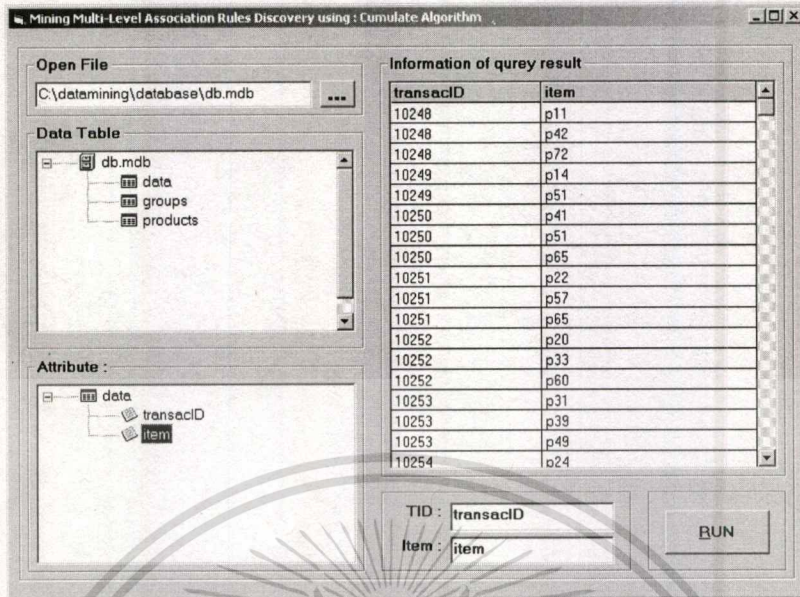 Mining Multi-Level Association Rules Discovery using : Cumulate Algorithm
Open File
C:\datamining\database\db.mdb
...
Data Table
db.mdb
data
groups
products
Attribute :
data
transacID
item
Information of qurey result
transacID item
10248 p11
10248 p42
10248 p72
10249 p14
10249 p51
10250 p41
10250 p51
10250 p65
10251 p22
10251 p57
10251 p65
10252 p20
10252 p33
10252 p60
10253 p31
10253 p39
10253 p49
10254 p24
TID : transacID
Item : item
RUN